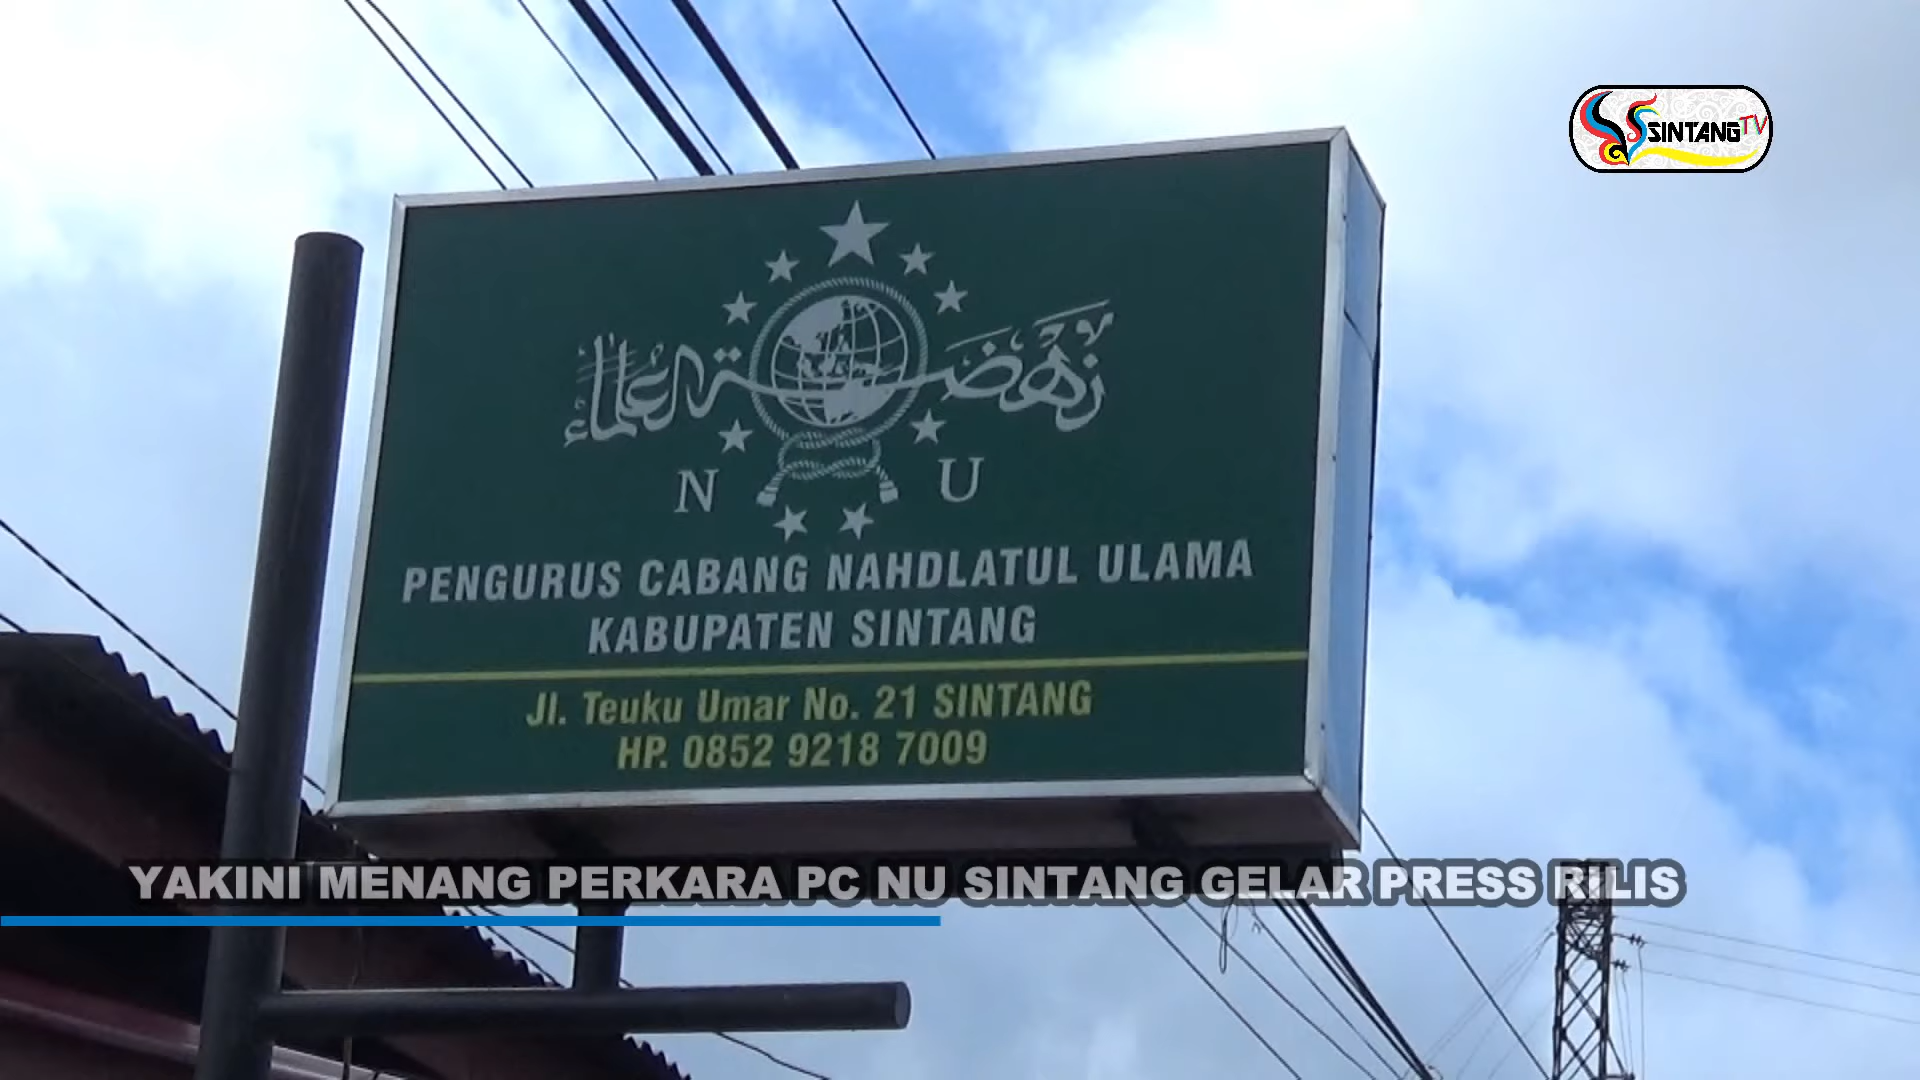 SINTANG TV
نهضة العلماء
N U
PENGURUS CABANG NAHDLATUL ULAMA
KABUPATEN SINTANG
Jl. Teuku Umar No. 21 SINTANG
HP. 0852 9218 7009
YAKINI MENANG PERKARA PC NU SINTANG GELAR PRESS RILIS